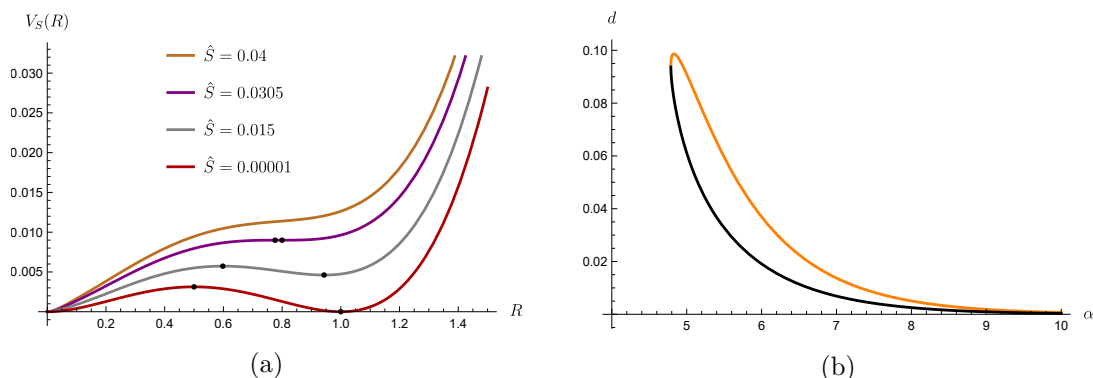 V_S(R)
0.030
0.025
0.020
0.015
0.010
0.005
0.2 0.4 0.6 0.8 1.0 1.2 1.4 R
Ŝ = 0.04
Ŝ = 0.0305
Ŝ = 0.015
Ŝ = 0.00001
(a)
d
0.10
0.08
0.06
0.04
0.02
5 6 7 8 9 10 α
(b)